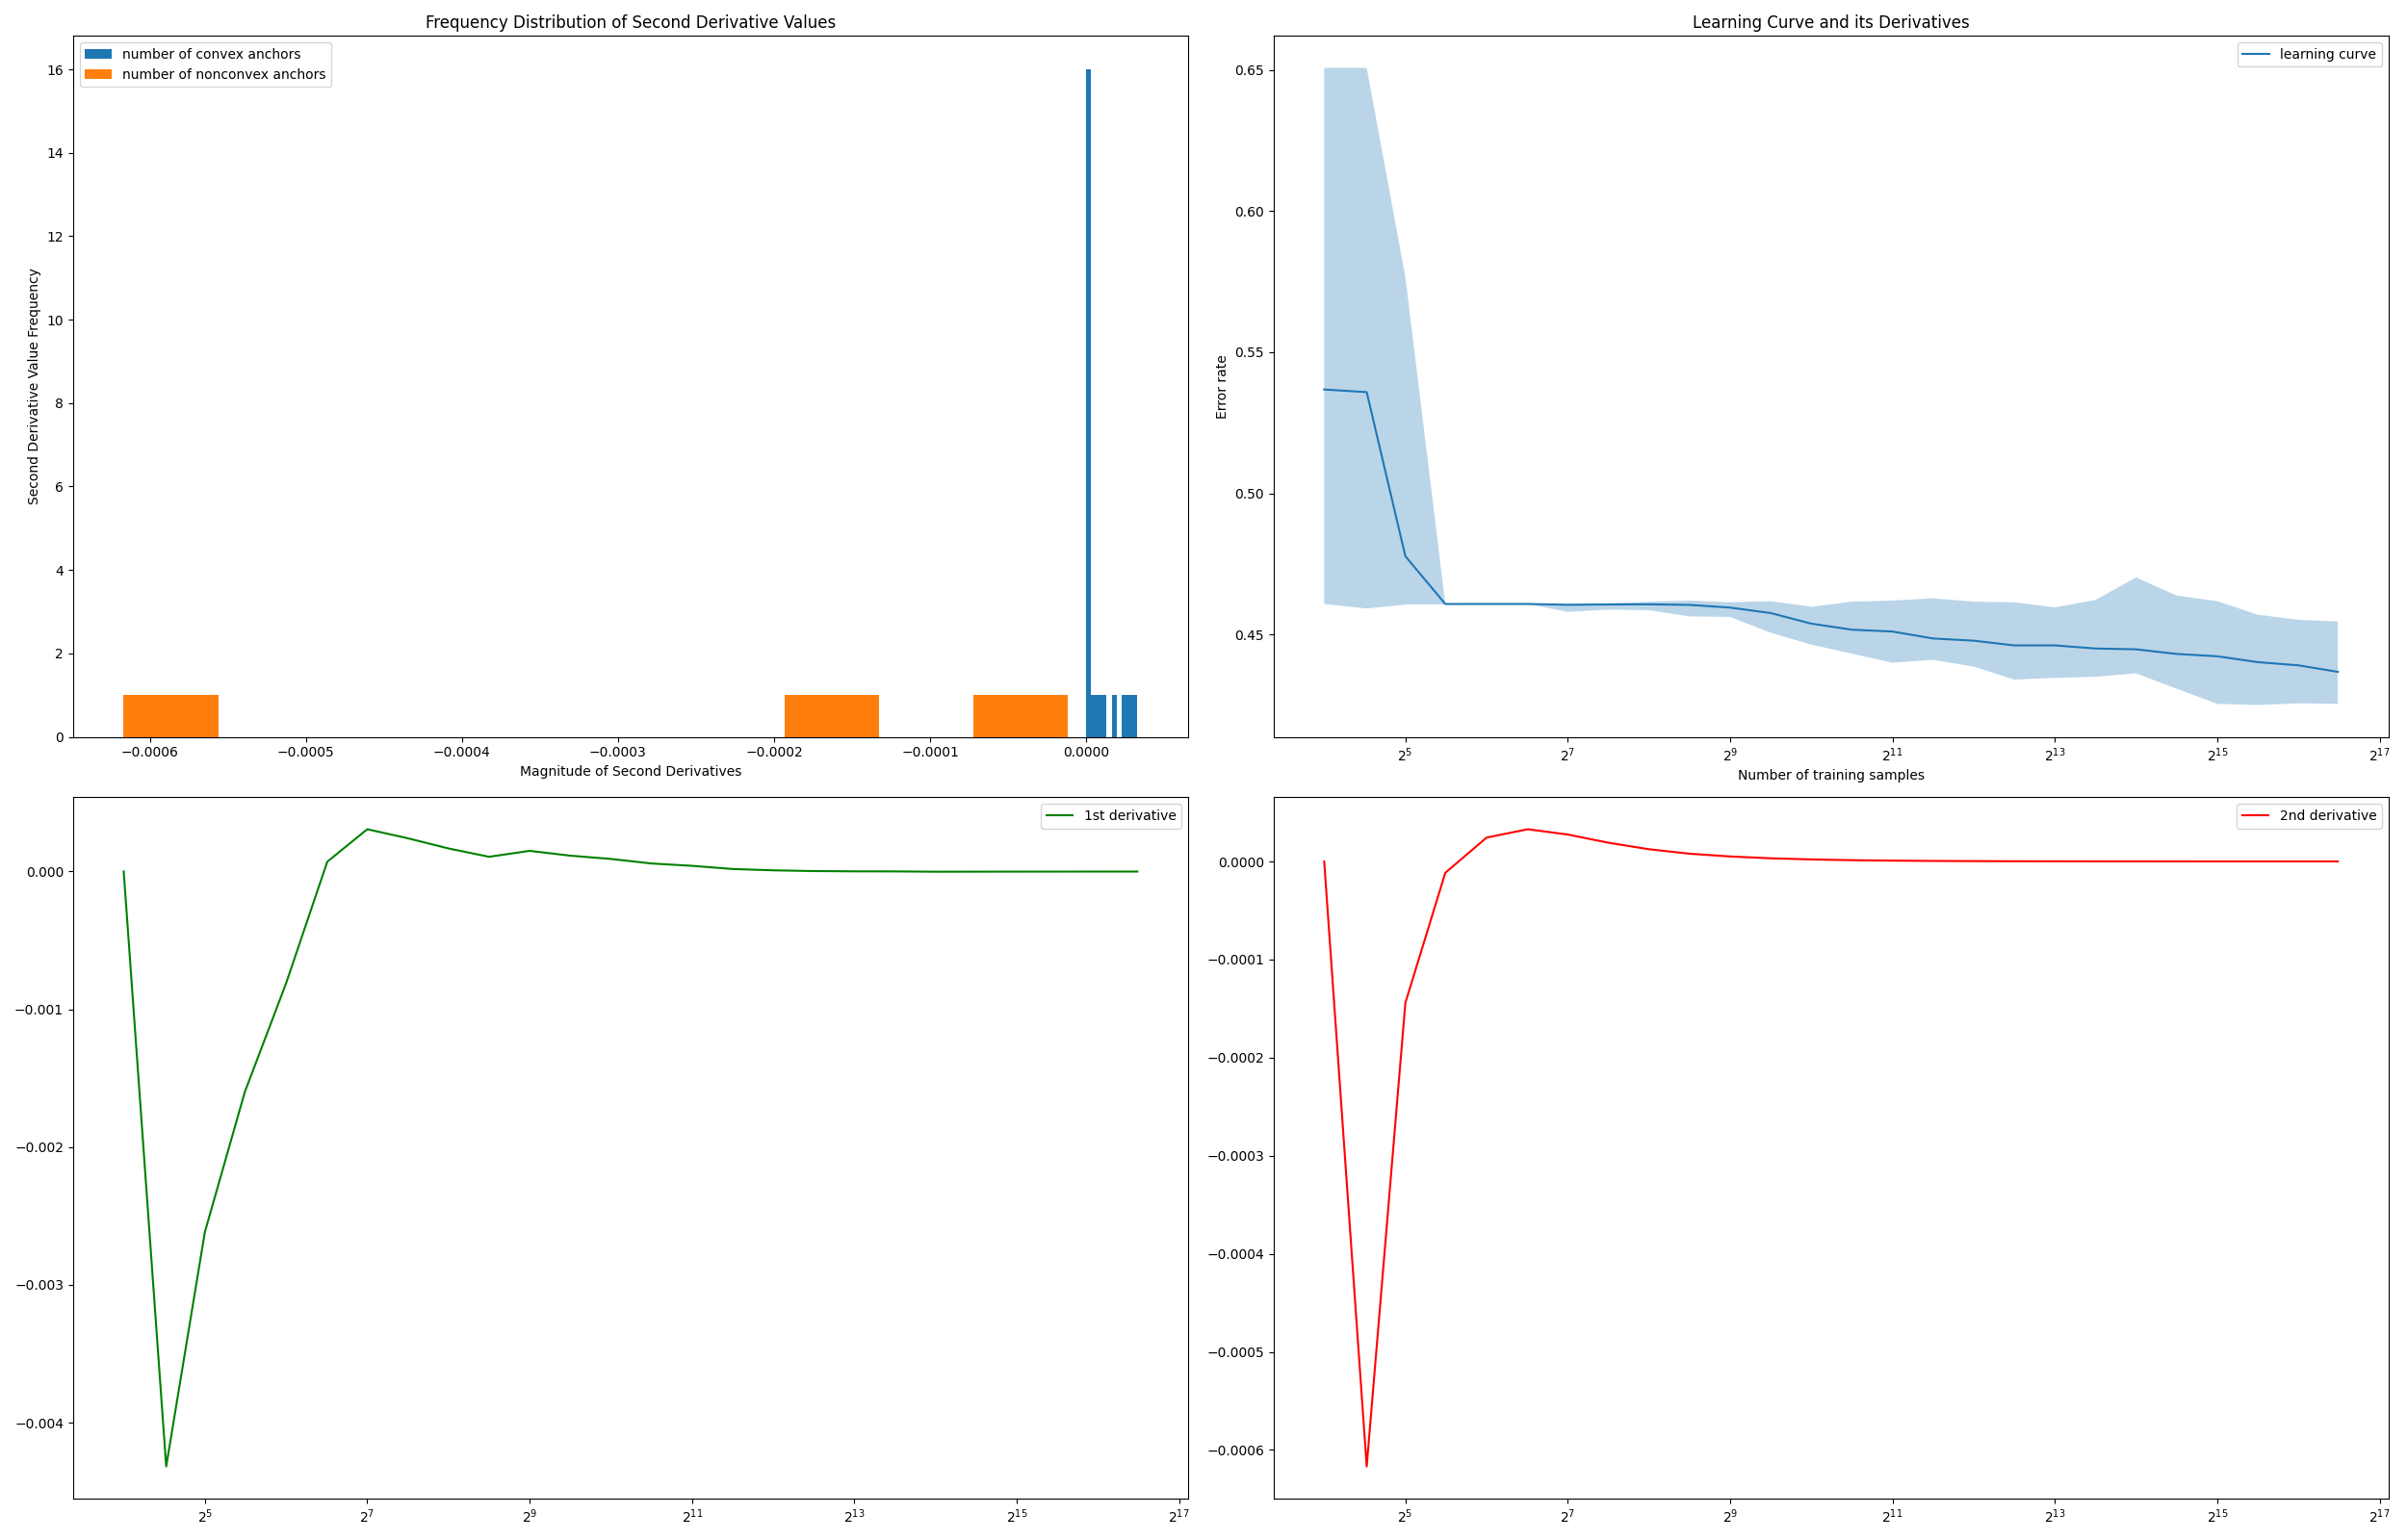 Frequency Distribution of Second Derivative Values
number of convex anchors
number of nonconvex anchors
Second Derivative Value Frequency
16
14
12
10
8
6
4
2
0
−0.0006 −0.0005 −0.0004 −0.0003 −0.0002 −0.0001 0.0000
Magnitude of Second Derivatives
Learning Curve and its Derivatives
learning curve
Error rate
0.65
0.60
0.55
0.50
0.45
2^5 2^7 2^9 2^11 2^13 2^15 2^17
Number of training samples
1st derivative
0.000
−0.001
−0.002
−0.003
−0.004
2^5 2^7 2^9 2^11 2^13 2^15 2^17
2nd derivative
0.0000
−0.0001
−0.0002
−0.0003
−0.0004
−0.0005
−0.0006
2^5 2^7 2^9 2^11 2^13 2^15 2^17